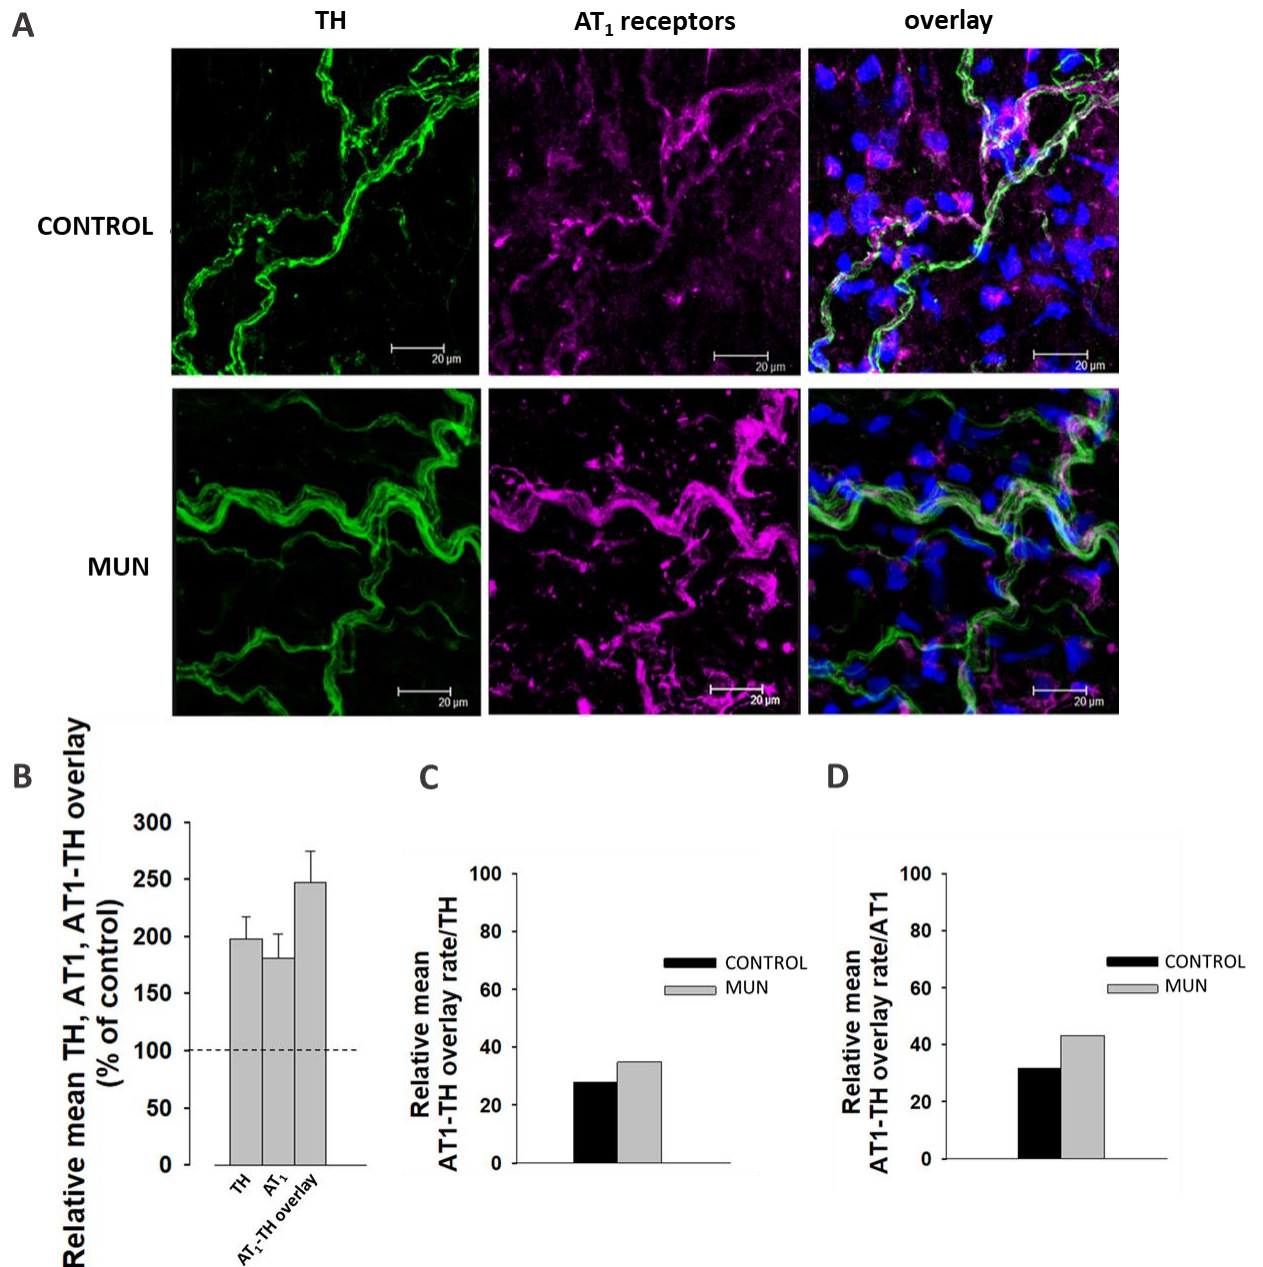 A
TH
AT1 receptors
overlay
CONTROL
20 µm
20 µm
20 µm
MUN
20 µm
20 µm
20 µm
B
Relative mean TH, AT1, AT1-TH overlay
(% of control)
300
250
200
150
100
50
0
TH
AT1
AT1-TH overlay
C
Relative mean
AT1-TH overlay rate/TH
100
80
60
40
20
0
CONTROL
MUN
D
Relative mean
AT1-TH overlay rate/AT1
100
80
60
40
20
0
CONTROL
MUN